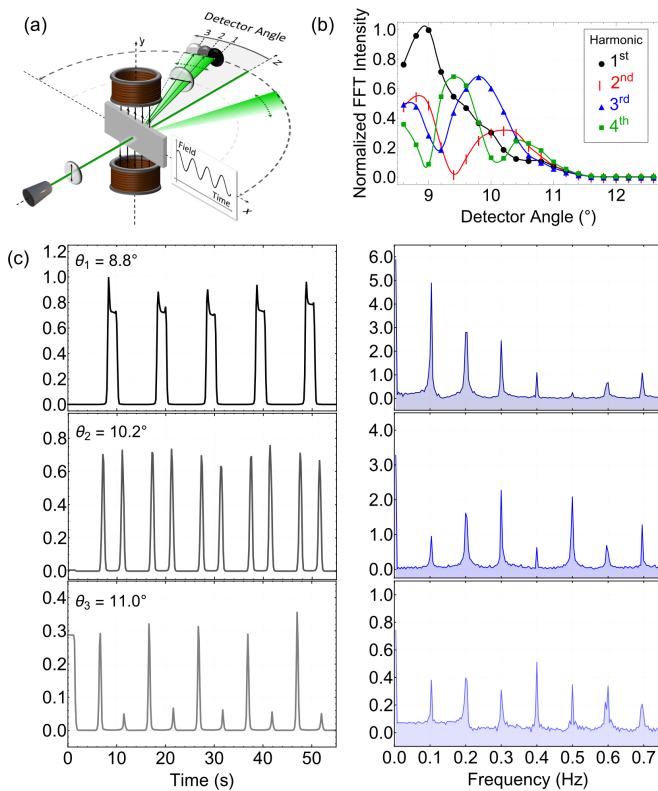 (a)
Detector Angle
3 2 1
y
z
Field
Time
x
(b)
Normalized FFT Intensity
1.0
0.8
0.6
0.4
0.2
0.0
Harmonic
1st
2nd
3rd
4th
9 10 11 12
Detector Angle (°)
(c)
θ1 = 8.8°
1.2
1.0
0.8
0.6
0.4
0.2
0.0
6.0
5.0
4.0
3.0
2.0
1.0
0.0
θ2 = 10.2°
0.8
0.6
0.4
0.2
0.0
4.0
3.0
2.0
1.0
0.0
θ3 = 11.0°
0.4
0.3
0.2
0.1
0.0
1.0
0.8
0.6
0.4
0.2
0.0
0 10 20 30 40 50
Time (s)
0.0 0.1 0.2 0.3 0.4 0.5 0.6 0.7
Frequency (Hz)